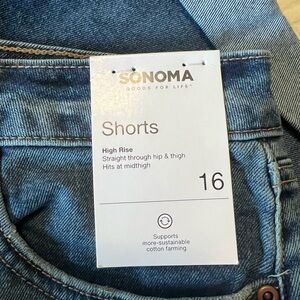 SONOMA
GOODS FOR LIFE™
Shorts
High Rise
Straight through hip & thigh
Hits at midthigh
16
Supports
more-sustainable
cotton farming